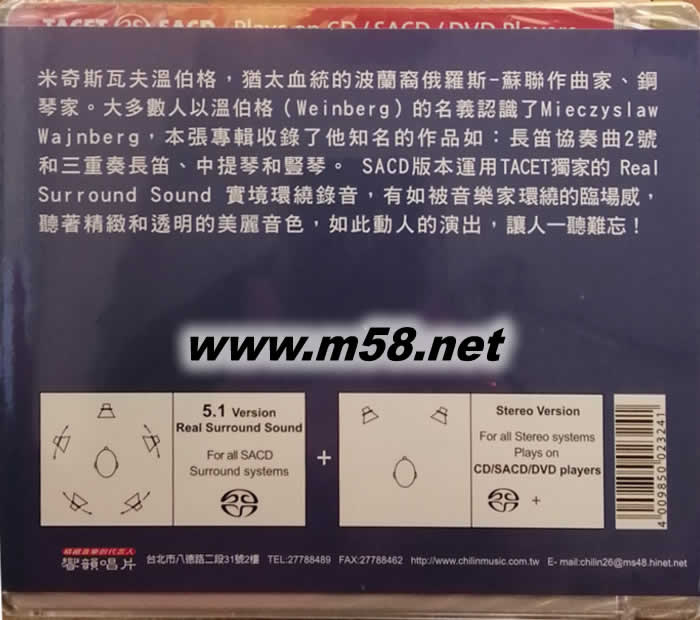 TACET SACD Plays on CD / SACD / DVD Players
米奇斯瓦夫溫伯格，猶太血統的波蘭裔俄羅斯-蘇聯作曲家、鋼
琴家。大多數人以溫伯格（Weinberg）的名義認識了Mieczyslaw
Wajnberg，本張專輯收錄了他知名的作品如：長笛協奏曲2號
和三重奏長笛、中提琴和豎琴。 SACD版本運用TACET獨家的 Real
Surround Sound 實境環繞錄音，有如被音樂家環繞的臨場感，
聽著精緻和透明的美麗音色，如此動人的演出，讓人一聽難忘！
www.m58.net
5.1 Version
Real Surround Sound
For all SACD
Surround systems
+
Stereo Version
For all Stereo systems
Plays on
CD/SACD/DVD players
+
4 009850 023241
精緻音樂的代言人
響韻唱片
台北市八德路二段31號2樓 TEL:27788489 FAX:27788462 http://www.chilinmusic.com.tw E- mail:chilin26@ms48.hinet.net